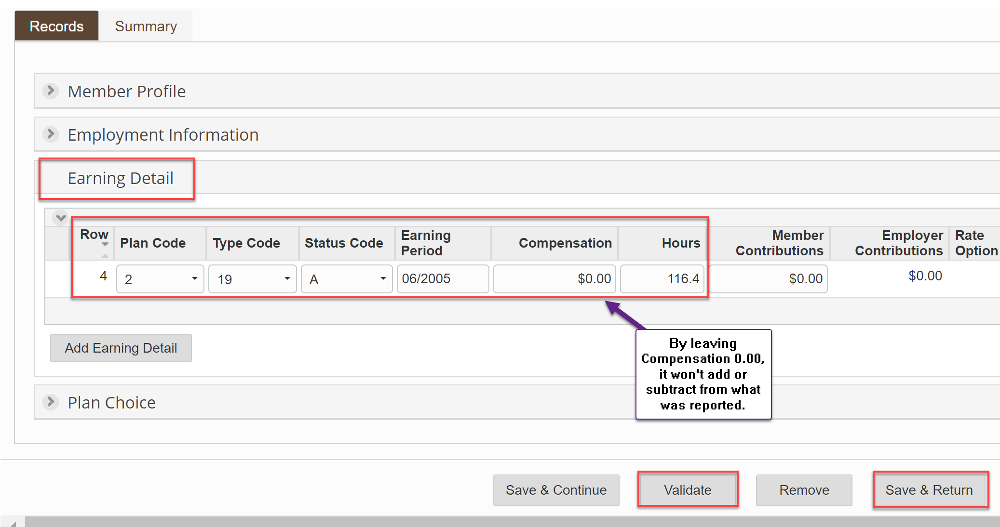 Records Summary
Member Profile
Employment Information
Earning Detail
Row Plan Code Type Code Status Code Earning Period Compensation Hours Member Contributions Employer Contributions Rate Option
4 2 19 A 06/2005 $0.00 116.4 $0.00 $0.00
By leaving
Compensation 0.00,
it won't add or
subtract from what
was reported.
Add Earning Detail
Plan Choice
Save & Continue Validate Remove Save & Return